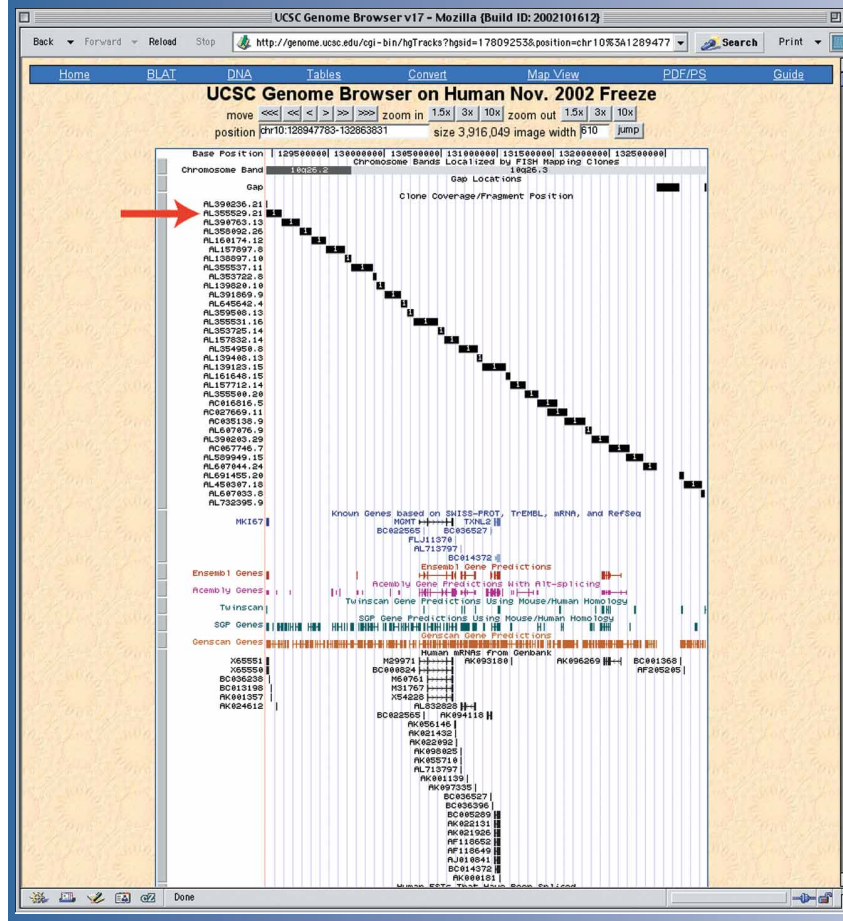 UCSC Genome Browser v17 - Mozilla {Build ID: 2002101612}
Back Forward Reload Stop http://genome.ucsc.edu/cgi-bin/hgTracks?hgsid=17809253&position=chr10%3A1289477 Search Print
Home BLAT DNA Tables Convert Map View PDF/PS Guide
UCSC Genome Browser on Human Nov. 2002 Freeze
move <<< << < > >> >>> zoom in 1.5x 3x 10x zoom out 1.5x 3x 10x
position chr10:128947783-132863831 size 3,916,049 image width 610 jump
Base Position | 129500000| 130000000| 130500000| 131000000| 131500000| 132000000| 132500000|
Chromosome Bands Localized by FISH Mapping Clones
Chromosome Band 10q26.2 10q26.3
Gap Locations
Gap
Clone Coverage/Fragment Position
AL390236.21
AL355529.21
AL390763.13
AL358092.26
AL160174.12
AL157897.8
AL138897.10
AL355537.11
AL353722.8
AL139820.10
AL391869.9
AL645642.4
AL359508.13
AL355531.16
AL353725.14
AL157832.14
AL354950.8
AL139408.13
AL139123.15
AL161648.15
AL157712.14
AL355500.20
AC016816.5
AC027669.11
AC035138.9
AL607076.9
AL390203.29
AC067746.7
AL589949.15
AL607044.24
AL691455.20
AL450307.18
AL607033.8
AL732395.9
Known Genes based on SWISS-PROT, TrEMBL, mRNA, and RefSeq
MKI67 MGMT TXNL2
BC022565 BC036527
FLJ11370
AL713797
BC014372
Ensembl Gene Predictions
Ensembl Genes
Acembly Gene Predictions With Alt-splicing
Acembly Genes
Twinscan Gene Predictions Using Mouse/Human Homology
Twinscan
SGP Gene Predictions Using Mouse/Human Homology
SGP Genes
Genscan Gene Predictions
Genscan Genes
Human mRNAs from Genbank
X65551 M29971 AK093180 AK096269 BC001368
X65550 BC000824 AF205205
BC036238 M60761
BC013198 M31767
AK001357 X54228
AK024612 AL832828
BC022565 AK094118
AK056146
AK021432
AK022092
AK098025
AK055710
AL713797
AK001139
AK097335
BC036527
BC036396
BC005289
AK022131
AK021926
AF118652
AF118649
AJ010841
BC014372
AK000181
Human ESTs That Have Been Spliced
Done